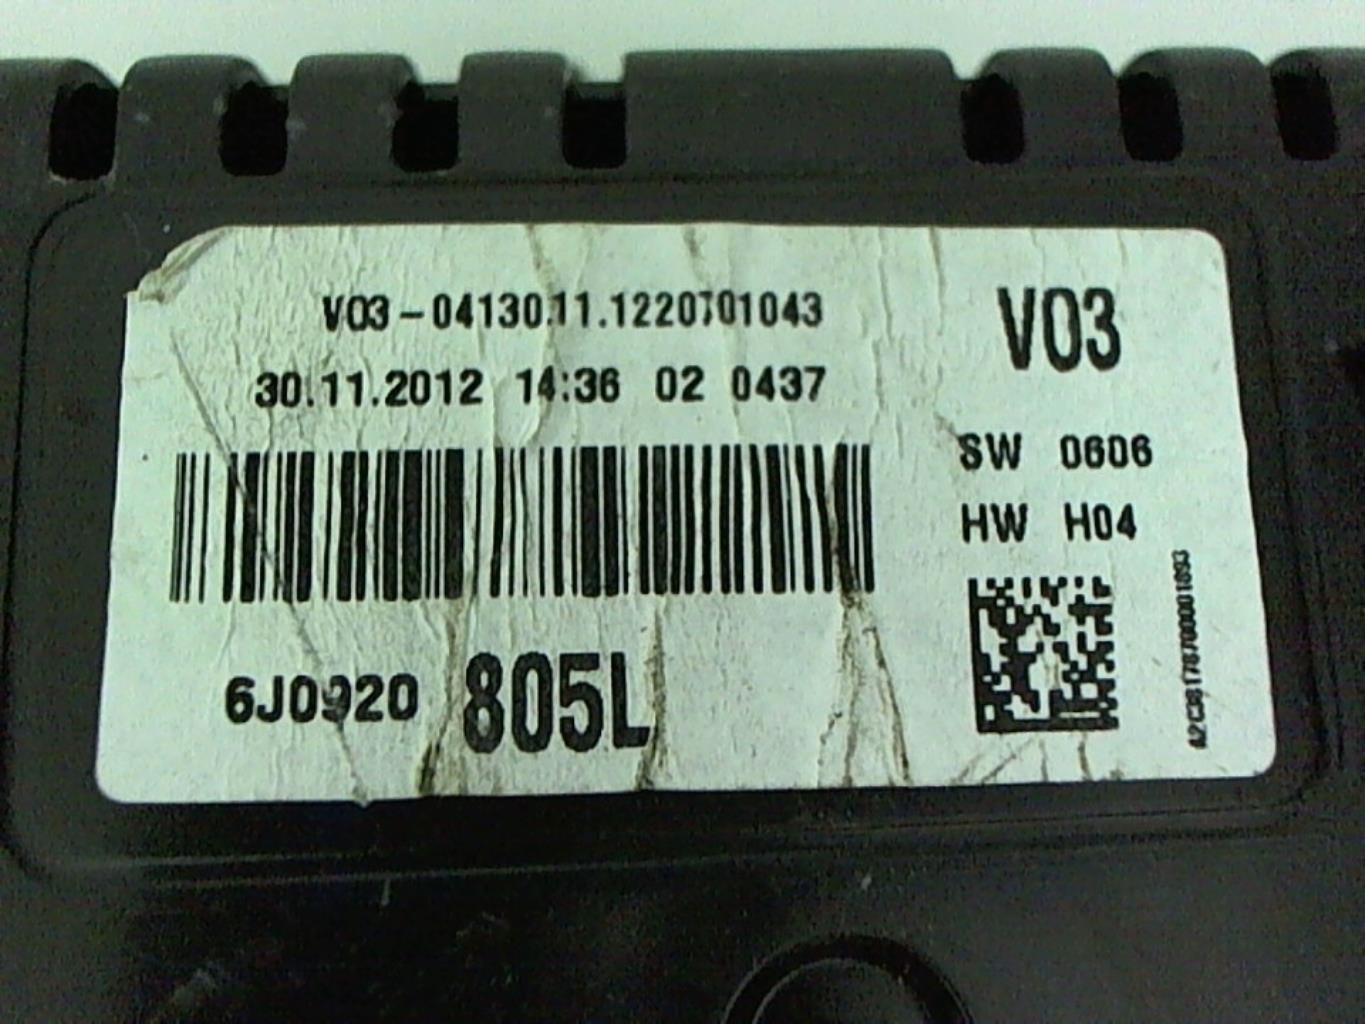 V03-04130.11.1220701043
30.11.2012 14:36 02 0437
V03
SW 0606
HW H04
6J0920 805L